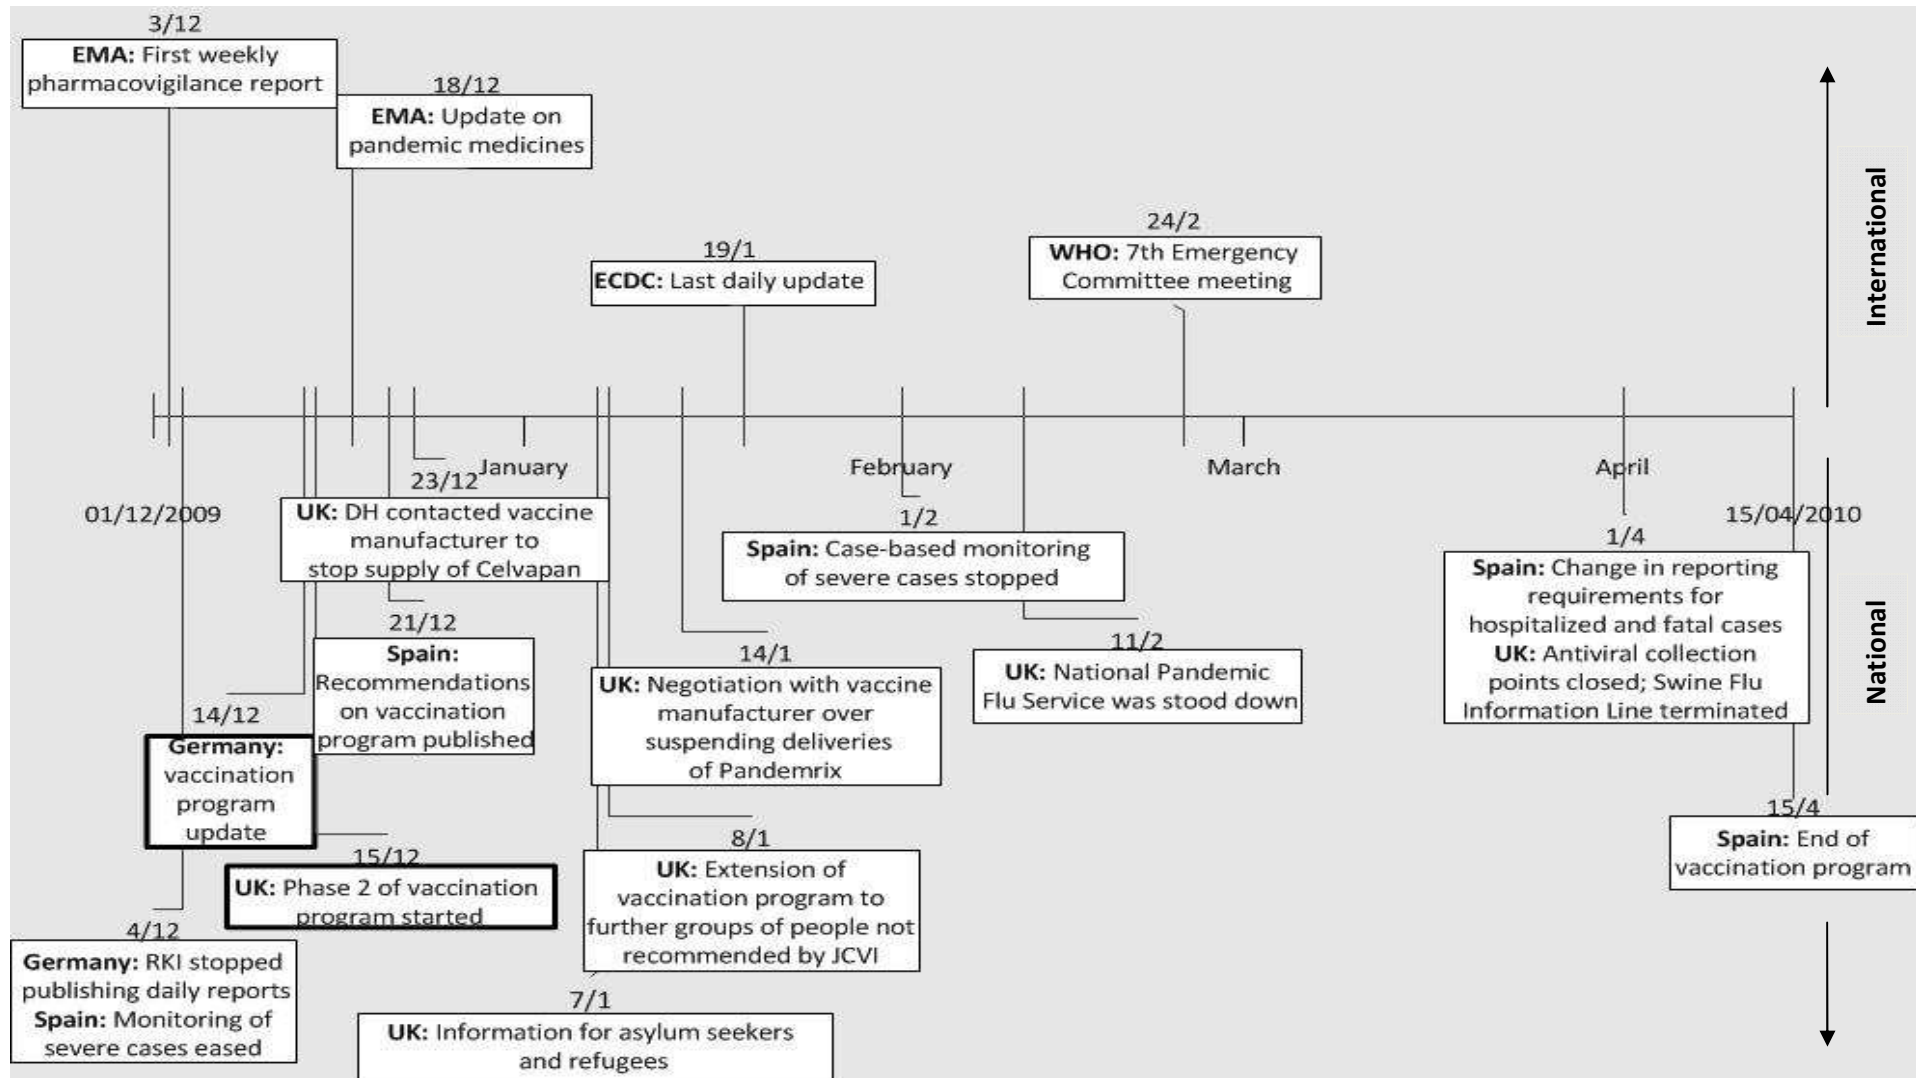 3/12
EMA: First weekly
pharmacovigilance report
18/12
EMA: Update on
pandemic medicines
19/1
ECDC: Last daily update
24/2
WHO: 7th Emergency
Committee meeting
International
January
February
March
April
01/12/2009
15/04/2010
23/12
UK: DH contacted vaccine
manufacturer to
stop supply of Celvapan
1/2
Spain: Case-based monitoring
of severe cases stopped
1/4
Spain: Change in reporting
requirements for
hospitalized and fatal cases
UK: Antiviral collection
points closed; Swine Flu
Information Line terminated
National
21/12
Spain:
Recommendations
on vaccination
program published
14/1
UK: Negotiation with vaccine
manufacturer over
suspending deliveries
of Pandemrix
11/2
UK: National Pandemic
Flu Service was stood down
14/12
Germany:
vaccination
program
update
15/12
UK: Phase 2 of vaccination
program started
8/1
UK: Extension of
vaccination program to
further groups of people not
recommended by JCVI
15/4
Spain: End of
vaccination program
4/12
Germany: RKI stopped
publishing daily reports
Spain: Monitoring of
severe cases eased
7/1
UK: Information for asylum seekers
and refugees